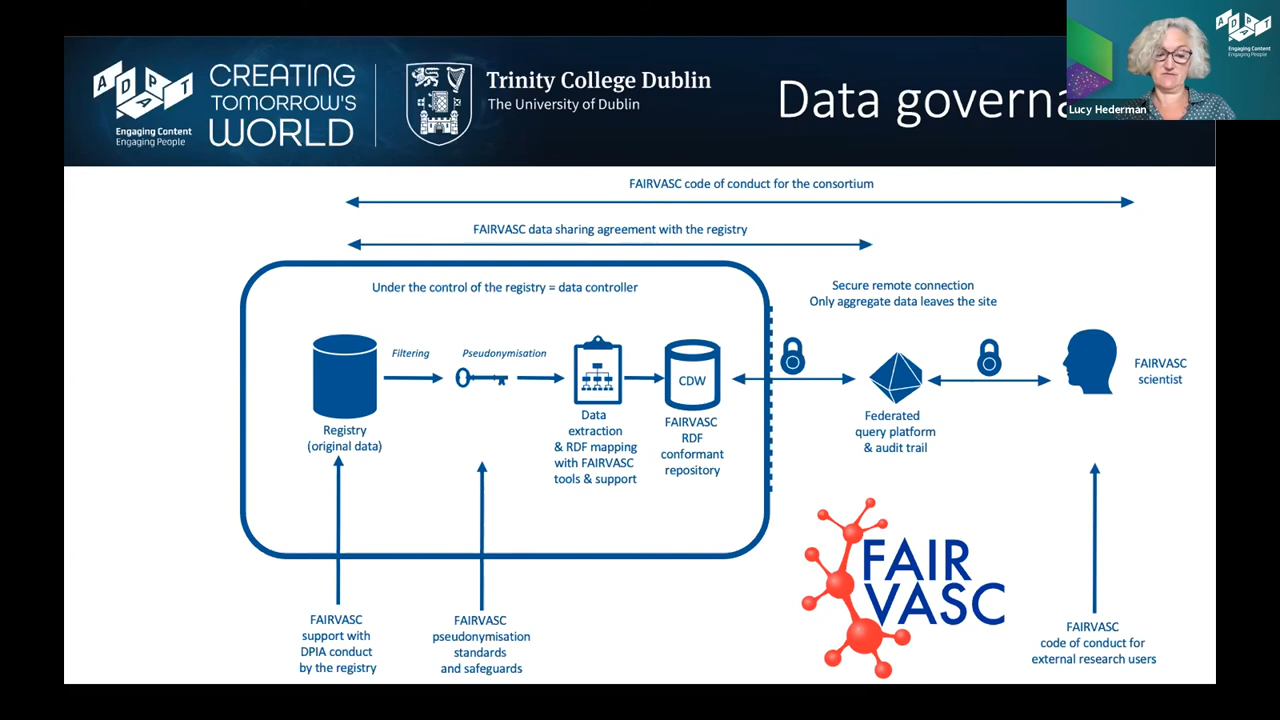 ADAPT
Engaging Content
Engaging People
CREATING
TOMORROW'S
WORLD
Trinity College Dublin
The University of Dublin
Data governa
ADAPT
Engaging Content
Engaging People
Lucy Hederman
FAIRVASC code of conduct for the consortium
FAIRVASC data sharing agreement with the registry
Under the control of the registry = data controller
Secure remote connection
Only aggregate data leaves the site
Filtering
Pseudonymisation
CDW
FAIRVASC
scientist
Registry
(original data)
Data
extraction
& RDF mapping
with FAIRVASC
tools & support
FAIRVASC
RDF
conformant
repository
Federated
query platform
& audit trail
FAIR
VASC
FAIRVASC
support with
DPIA conduct
by the registry
FAIRVASC
pseudonymisation
standards
and safeguards
FAIRVASC
code of conduct for
external research users